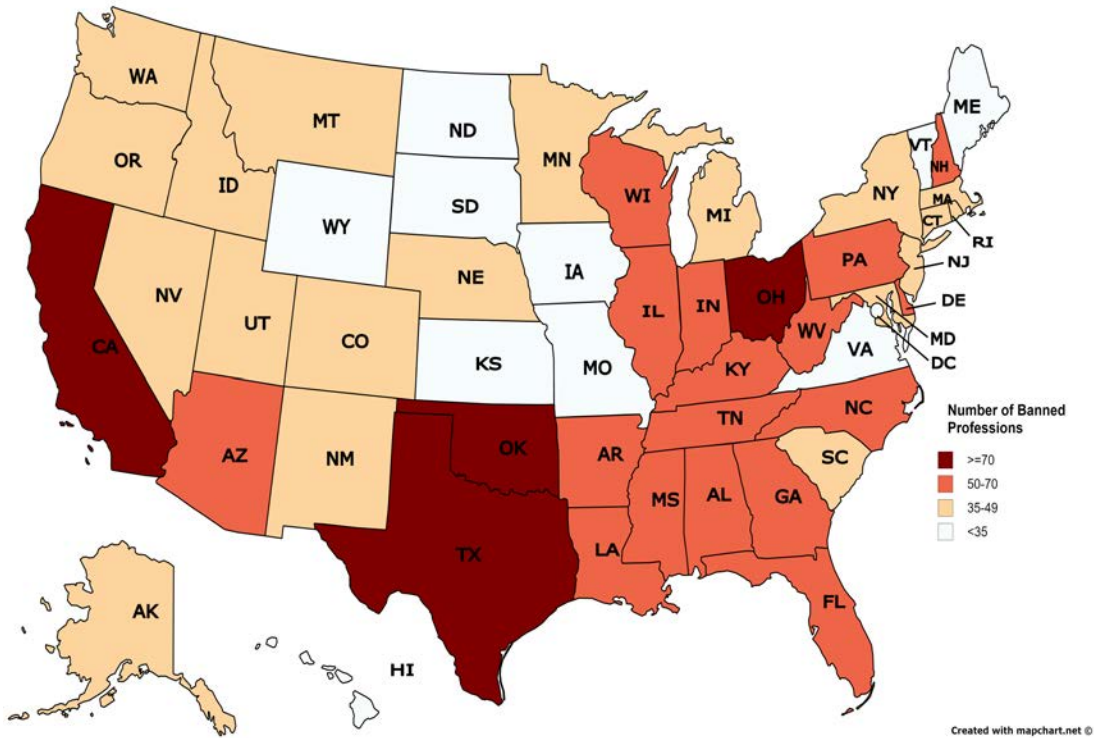 WA
MT
ND
MN
ME
VT
NH
OR
ID
SD
WI
NY
MA
WY
MI
CT
RI
IA
PA
NJ
NE
NV
OH
DE
UT
IL
IN
CO
WV
MD
CA
KS
MO
VA
DC
KY
NC
TN
OK
AZ
NM
AR
SC
MS
AL
GA
TX
LA
FL
AK
HI
Number of Banned
Professions
>=70
50-70
35-49
<35
Created with mapchart.net ©